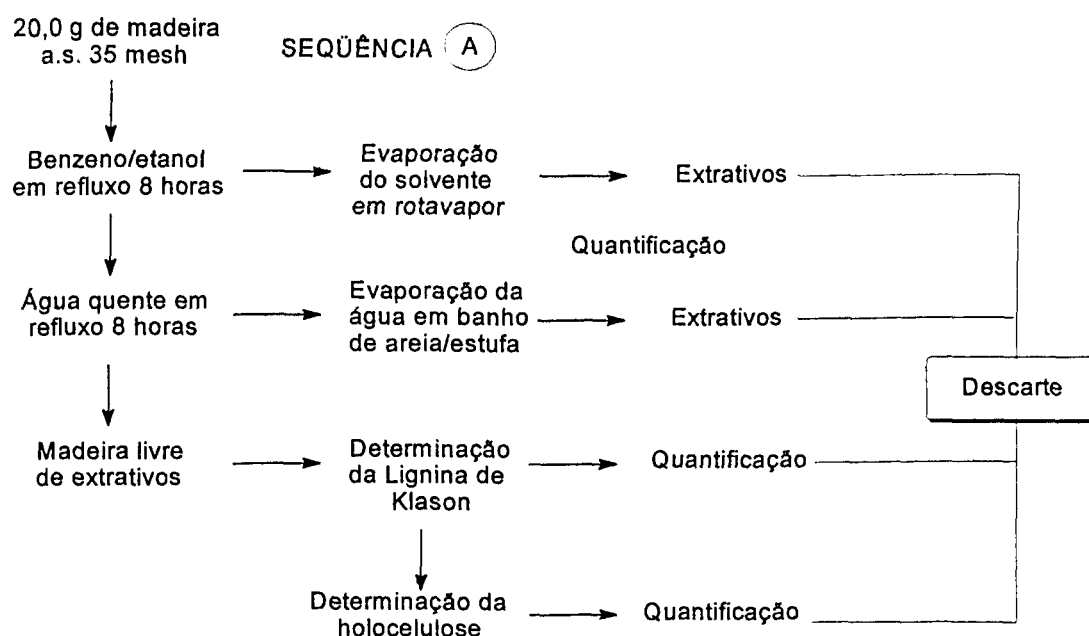 20,0 g de madeira
a.s. 35 mesh
SEQÜÊNCIA A
Benzeno/etanol
em refluxo 8 horas
Evaporação
do solvente
em rotavapor
Extrativos
Quantificação
Água quente em
refluxo 8 horas
Evaporação da
água em banho
de areia/estufa
Extrativos
Descarte
Madeira livre
de extrativos
Determinação
da Lignina de
Klason
Quantificação
Determinação da
holocelulose
Quantificação